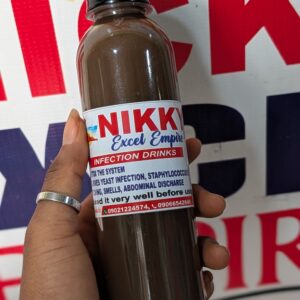 NIKKY
Excel Empire
INFECTION DRINKS
THE SYSTEM
YEAST INFECTION, STAPHYLOCOCCUS
SMELLS, ABDOMINAL DISCHARGE
it very well before
09021224574, 09066542